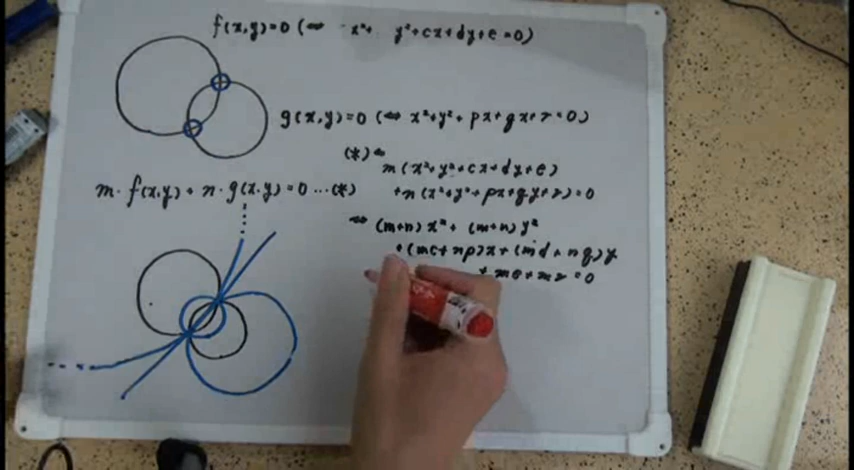 f(x,y)=0 (⇔ x²+ y²+cx+dy+e=0)
g(x,y)=0 (⇔ x²+y²+px+qx+r=0)
(*)⇔
m(x²+y²+cx+dy+e)
+n(x²+y²+px+qy+r)=0
m·f(x,y)+n·g(x,y)=0 …(*)
⇔ (m+n)x²+(m+n)y²
+(mc+np)x+(md+nq)y
+me+mr=0